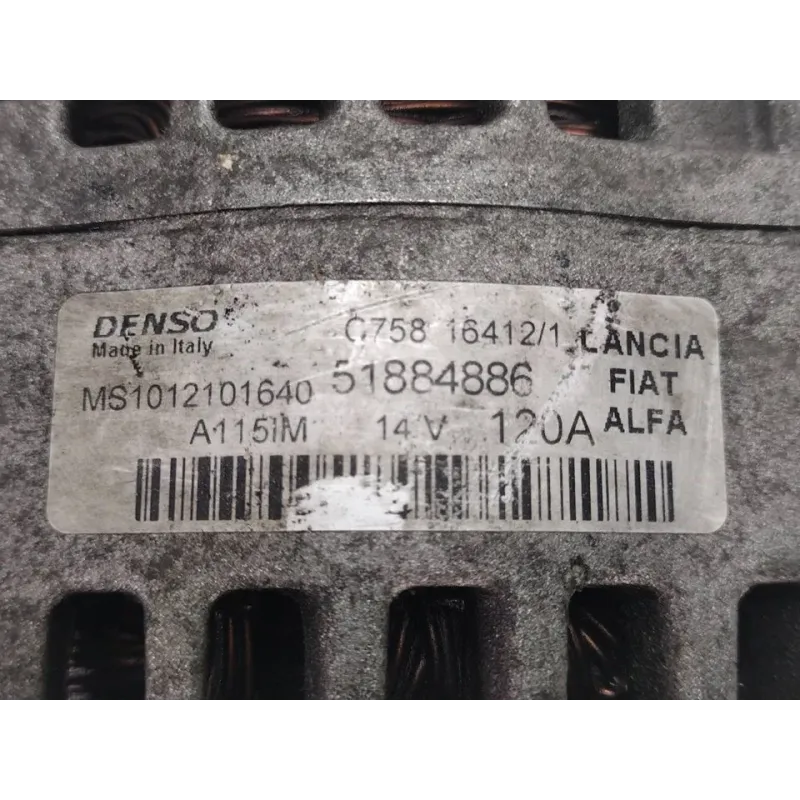 DENSO C758 16412/1 LANCIA
Made in Italy
MS1012101640 51884886 FIAT
A115IM 14 V 120A ALFA